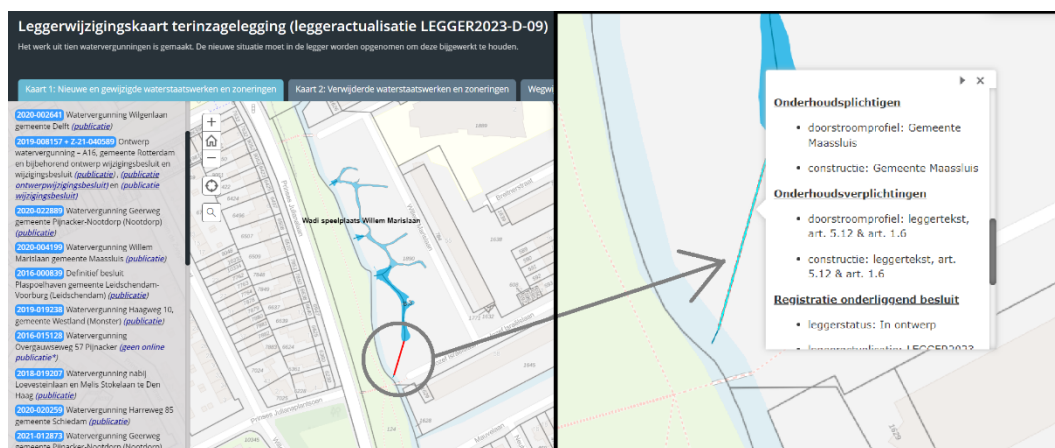 Leggerwijzigingskaart terinzagelegging (leggeractualisatie LEGGER2023-D-09)
Het werk uit tien watervergunningen is gemaakt. De nieuwe situatie moet in de legger worden opgenomen om deze bijgewerkt te houden.
Kaart 1: Nieuwe en gewijzigde waterstaatswerken en zoneringen
Kaart 2: Verwijderde waterstaatswerken en zoneringen
Wegwi
2020-002641 Watervergunning Wilgenlaan
gemeente Delft (publicatie)
2019-008157 + Z-21-040589 Ontwerp
watervergunning – A16, gemeente Rotterdam
en bijbehorend ontwerp wijzigingsbesluit en
wijzigingsbesluit (publicatie) , (publicatie
ontwerpwijzigingsbesluit) en (publicatie
wijzigingsbesluit)
2020-022889 Watervergunning Geerweg
gemeente Pijnacker-Nootdorp (Nootdorp)
(publicatie)
2020-004199 Watervergunning Willem
Marislaan gemeente Maassluis (publicatie)
2016-000839 Definitief besluit
Plaspoelhaven gemeente Leidschendam-
Voorburg (Leidschendam) (publicatie)
2019-019238 Watervergunning Haagweg 10,
gemeente Westland (Monster) (publicatie)
2016-015128 Watervergunning
Overgauwseweg 57 Pijnacker (geen online
publicatie*)
2018-019207 Watervergunning nabij
Loevesteinlaan en Melis Stokelaan te Den
Haag (publicatie)
2020-020259 Watervergunning Harreweg 85
gemeente Schiedam (publicatie)
2021-012873 Watervergunning Geerweg
gemeente Pijnacker-Nootdorp (Nootdorp)
Wadi speelplaats Willem Marislaan
Onderhoudsplichtigen
doorstroomprofiel: Gemeente
Maassluis
constructie: Gemeente Maassluis
Onderhoudsverplichtingen
doorstroomprofiel: leggertekst,
art. 5.12 & art. 1.6
constructie: leggertekst, art.
5.12 & art. 1.6
Registratie onderliggend besluit
leggerstatus: In ontwerp
leggeractualisatie: LEGGER2023
1629